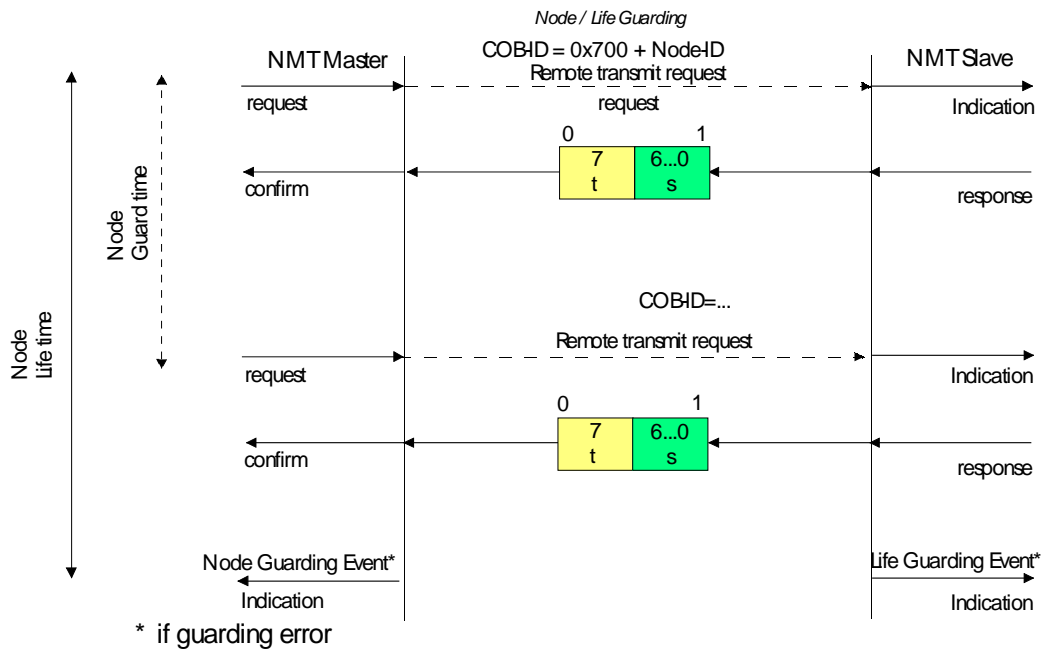 Node / Life Guarding
COB-ID = 0x700 + Node-ID
NMT Master
NMT Slave
Remote transmit request
request
request
Indication
0 1
7 6...0
t s
confirm
response
Node
Guard time
Node
Life time
COB-ID=...
Remote transmit request
request
Indication
0 1
7 6...0
t s
confirm
response
Node Guarding Event*
Life Guarding Event*
Indication
Indication
* if guarding error